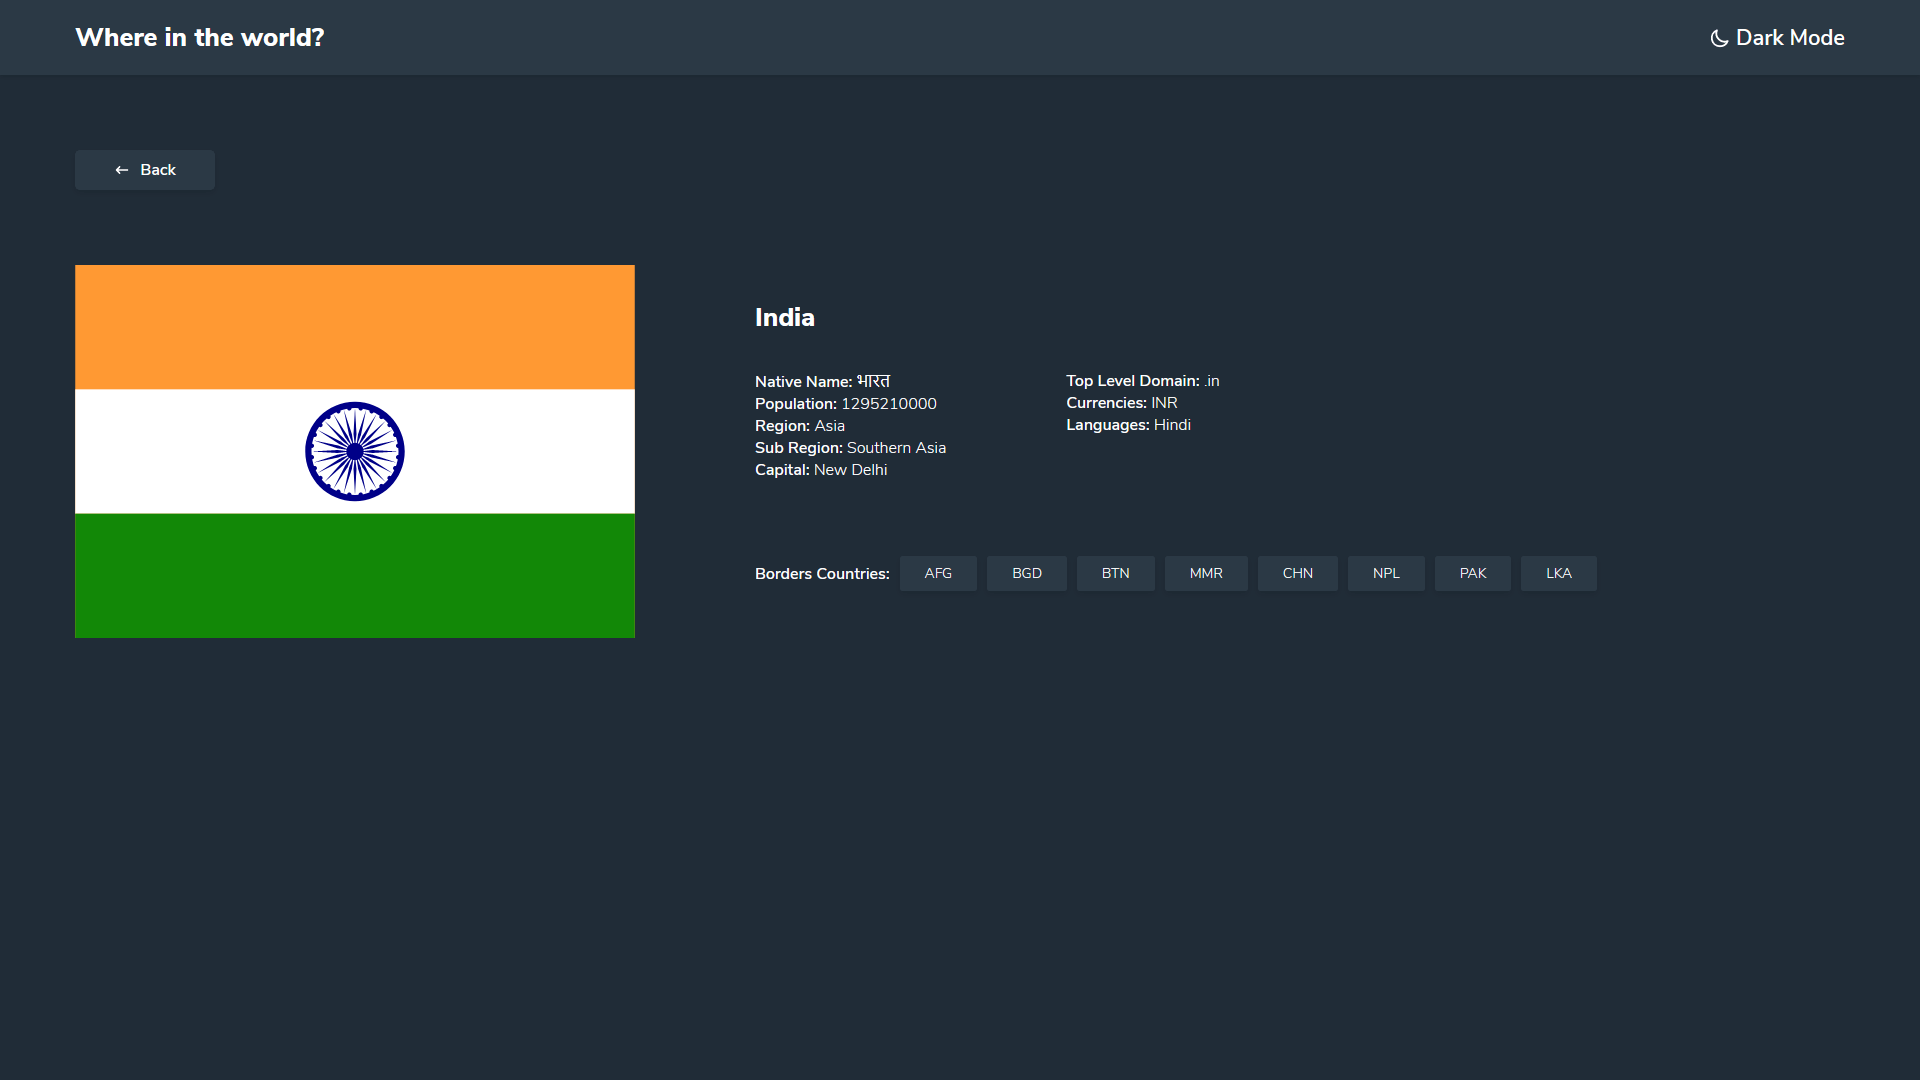 Where in the world?
Dark Mode
Back
India
Native Name: भारत
Population: 1295210000
Region: Asia
Sub Region: Southern Asia
Capital: New Delhi
Top Level Domain: .in
Currencies: INR
Languages: Hindi
Borders Countries: AFG BGD BTN MMR CHN NPL PAK LKA